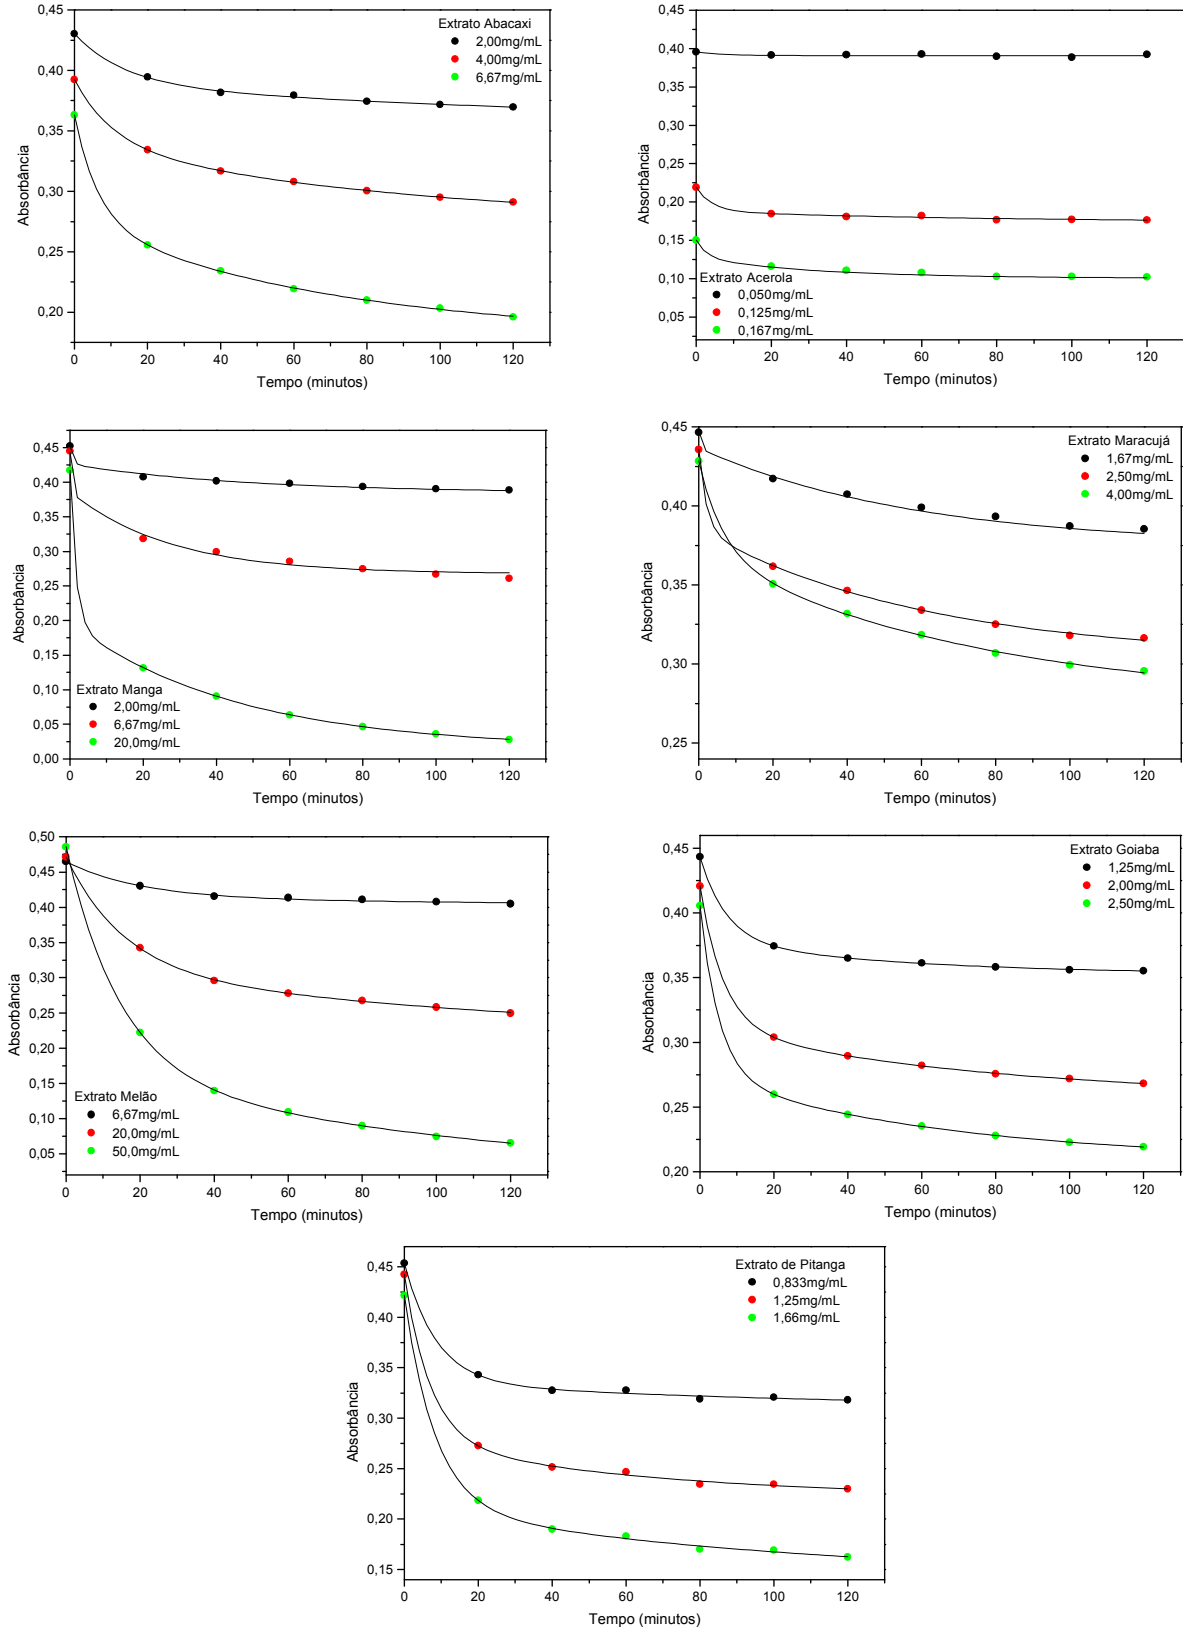 0,45
0,40
0,35
0,30
0,25
0,20
Absorbância
Extrato Abacaxi
2,00mg/mL
4,00mg/mL
6,67mg/mL
0 20 40 60 80 100 120
Tempo (minutos)
0,45
0,40
0,35
0,30
0,25
0,20
0,15
0,10
0,05
Absorbância
Extrato Acerola
0,050mg/mL
0,125mg/mL
0,167mg/mL
0 20 40 60 80 100 120
Tempo (minutos)
0,45
0,40
0,35
0,30
0,25
0,20
0,15
0,10
0,05
0,00
Absorbância
Extrato Manga
2,00mg/mL
6,67mg/mL
20,0mg/mL
0 20 40 60 80 100 120
Tempo (minutos)
0,45
0,40
0,35
0,30
0,25
Absorbância
Extrato Maracujá
1,67mg/mL
2,50mg/mL
4,00mg/mL
0 20 40 60 80 100 120
Tempo (minutos)
0,50
0,45
0,40
0,35
0,30
0,25
0,20
0,15
0,10
0,05
Absorbância
Extrato Melão
6,67mg/mL
20,0mg/mL
50,0mg/mL
0 20 40 60 80 100 120
Tempo (minutos)
0,45
0,40
0,35
0,30
0,25
0,20
Absorbância
Extrato Goiaba
1,25mg/mL
2,00mg/mL
2,50mg/mL
0 20 40 60 80 100 120
Tempo (minutos)
0,45
0,40
0,35
0,30
0,25
0,20
0,15
Absorbância
Extrato de Pitanga
0,833mg/mL
1,25mg/mL
1,66mg/mL
0 20 40 60 80 100 120
Tempo (minutos)